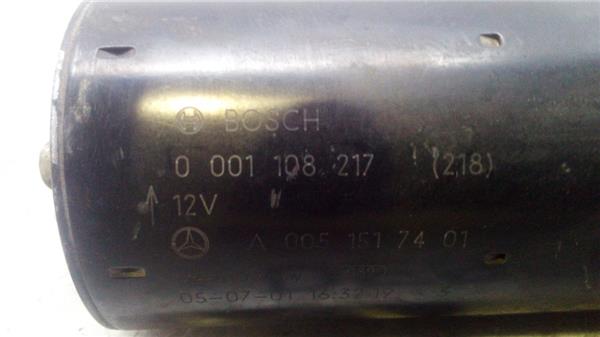 BOSCH
0 001 108 217 (218)
12V
A 005 151 74 01
05-07-01